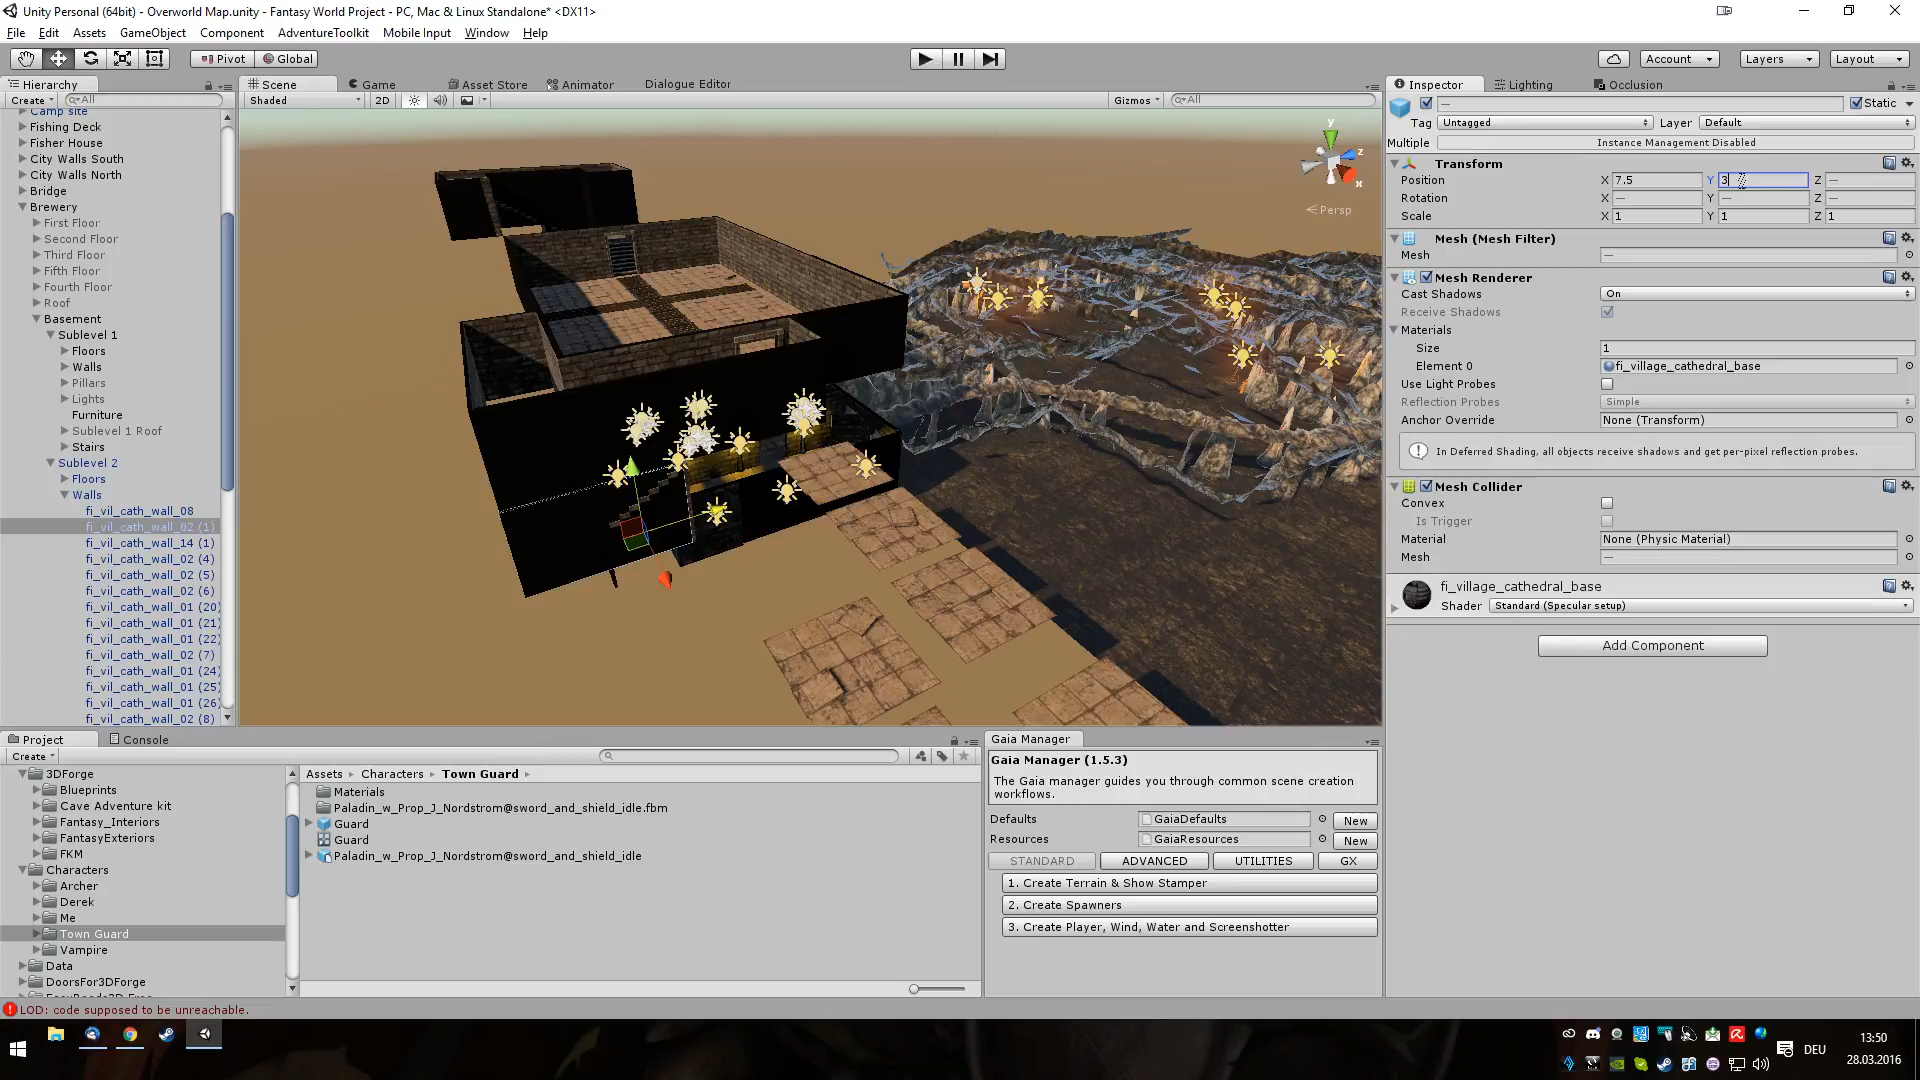 Unity Personal (64bit) - Overworld Map.unity - Fantasy World Project - PC, Mac & Linux Standalone* <DX11>
File Edit Assets GameObject Component AdventureToolkit Mobile Input Window Help
Pivot Global Account Layers Layout
Hierarchy
Create All
Camp site
Fishing Deck
Fisher House
City Walls South
City Walls North
Bridge
Brewery
First Floor
Second Floor
Third Floor
Fifth Floor
Fourth Floor
Roof
Basement
Sublevel 1
Floors
Walls
Pillars
Lights
Furniture
Sublevel 1 Roof
Stairs
Sublevel 2
Floors
Walls
fi_vil_cath_wall_08
fi_vil_cath_wall_02 (1)
fi_vil_cath_wall_14 (1)
fi_vil_cath_wall_02 (4)
fi_vil_cath_wall_02 (5)
fi_vil_cath_wall_02 (6)
fi_vil_cath_wall_01 (20)
fi_vil_cath_wall_01 (21)
fi_vil_cath_wall_01 (22)
fi_vil_cath_wall_02 (7)
fi_vil_cath_wall_01 (24)
fi_vil_cath_wall_01 (25)
fi_vil_cath_wall_01 (26)
fi_vil_cath_wall_02 (8)
Scene Game Asset Store Animator Dialogue Editor
Shaded 2D Gizmos All
y
z
x
Persp
Inspector Lighting Occlusion
— Static
Tag Untagged Layer Default
Multiple Instance Management Disabled
Transform
Position X 7.5 Y 3 Z —
Rotation X — Y — Z —
Scale X 1 Y 1 Z 1
Mesh (Mesh Filter)
Mesh —
Mesh Renderer
Cast Shadows On
Receive Shadows
Materials
Size 1
Element 0 fi_village_cathedral_base
Use Light Probes
Reflection Probes Simple
Anchor Override None (Transform)
In Deferred Shading, all objects receive shadows and get per-pixel reflection probes.
Mesh Collider
Convex
Is Trigger
Material None (Physic Material)
Mesh —
fi_village_cathedral_base
Shader Standard (Specular setup)
Add Component
Project Console
Create
3DForge
Blueprints
Cave Adventure kit
Fantasy_Interiors
FantasyExteriors
FKM
Characters
Archer
Derek
Me
Town Guard
Vampire
Data
DoorsFor3DForge
Assets Characters Town Guard
Materials
Paladin_w_Prop_J_Nordstrom@sword_and_shield_idle.fbm
Guard
Guard
Paladin_w_Prop_J_Nordstrom@sword_and_shield_idle
Gaia Manager
Gaia Manager (1.5.3)
The Gaia manager guides you through common scene creation
workflows.
Defaults GaiaDefaults New
Resources GaiaResources New
STANDARD ADVANCED UTILITIES GX
1. Create Terrain & Show Stamper
2. Create Spawners
3. Create Player, Wind, Water and Screenshotter
LOD: code supposed to be unreachable.
DEU
13:50
28.03.2016